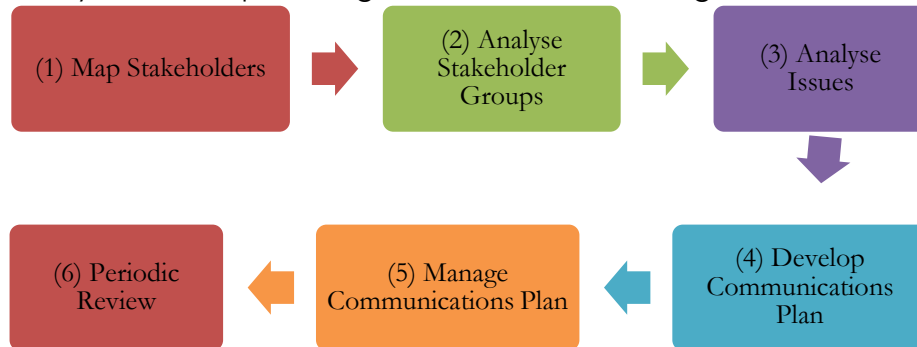 (1) Map Stakeholders
(2) Analyse
Stakeholder
Groups
(3) Analyse
Issues
(4) Develop
Communications
Plan
(5) Manage
Communications Plan
(6) Periodic
Review